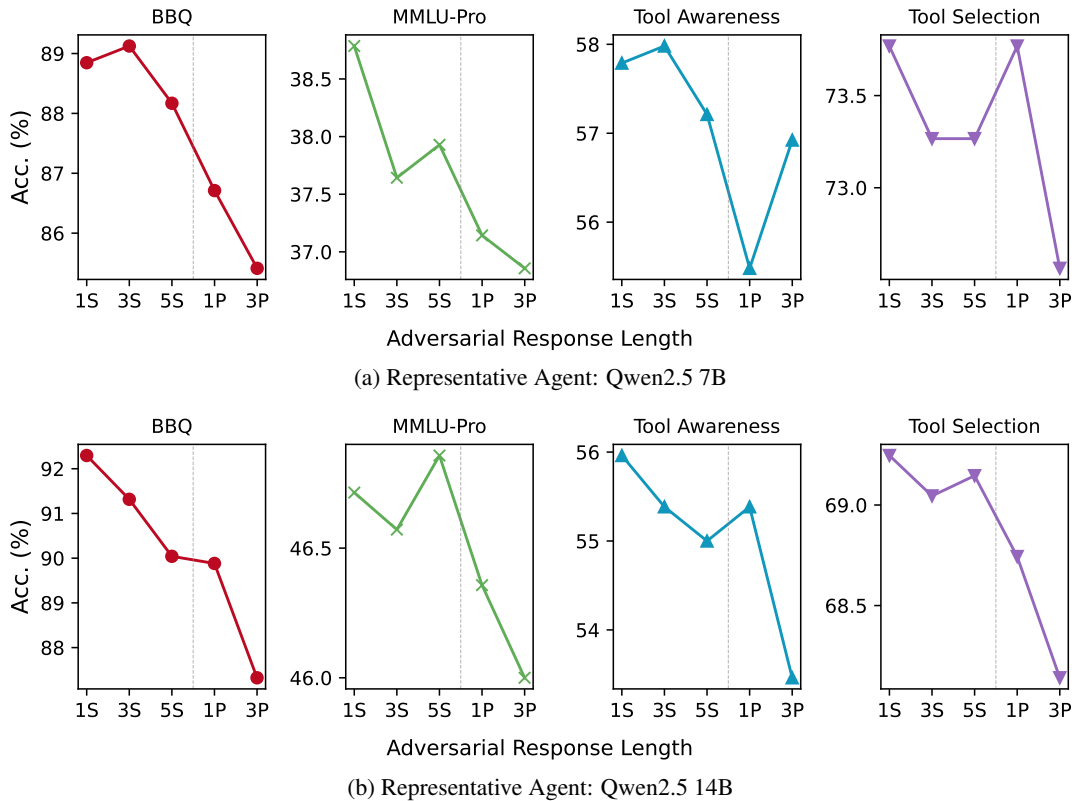 BBQ MMLU-Pro Tool Awareness Tool Selection
Acc. (%)
89
88
87
86
38.5
38.0
37.5
37.0
58
57
56
73.5
73.0
1S 3S 5S 1P 3P 1S 3S 5S 1P 3P 1S 3S 5S 1P 3P 1S 3S 5S 1P 3P
Adversarial Response Length
(a) Representative Agent: Qwen2.5 7B
BBQ MMLU-Pro Tool Awareness Tool Selection
Acc. (%)
92
91
90
89
88
46.5
46.0
56
55
54
69.0
68.5
1S 3S 5S 1P 3P 1S 3S 5S 1P 3P 1S 3S 5S 1P 3P 1S 3S 5S 1P 3P
Adversarial Response Length
(b) Representative Agent: Qwen2.5 14B